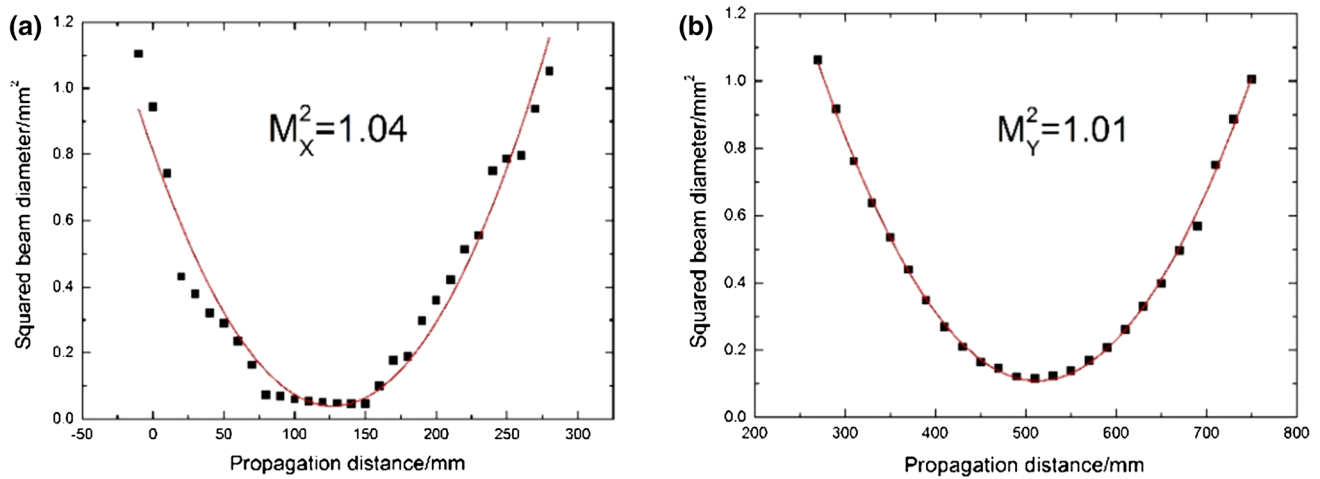 (a)
1.2
1.0
0.8
0.6
0.4
0.2
0.0
-50 0 50 100 150 200 250 300
Squared beam diameter/mm²
Propagation distance/mm
M²X=1.04
(b)
1.2
1.0
0.8
0.6
0.4
0.2
0.0
200 300 400 500 600 700 800
Squared beam diameter/mm²
Propagation distance/mm
M²Y=1.01